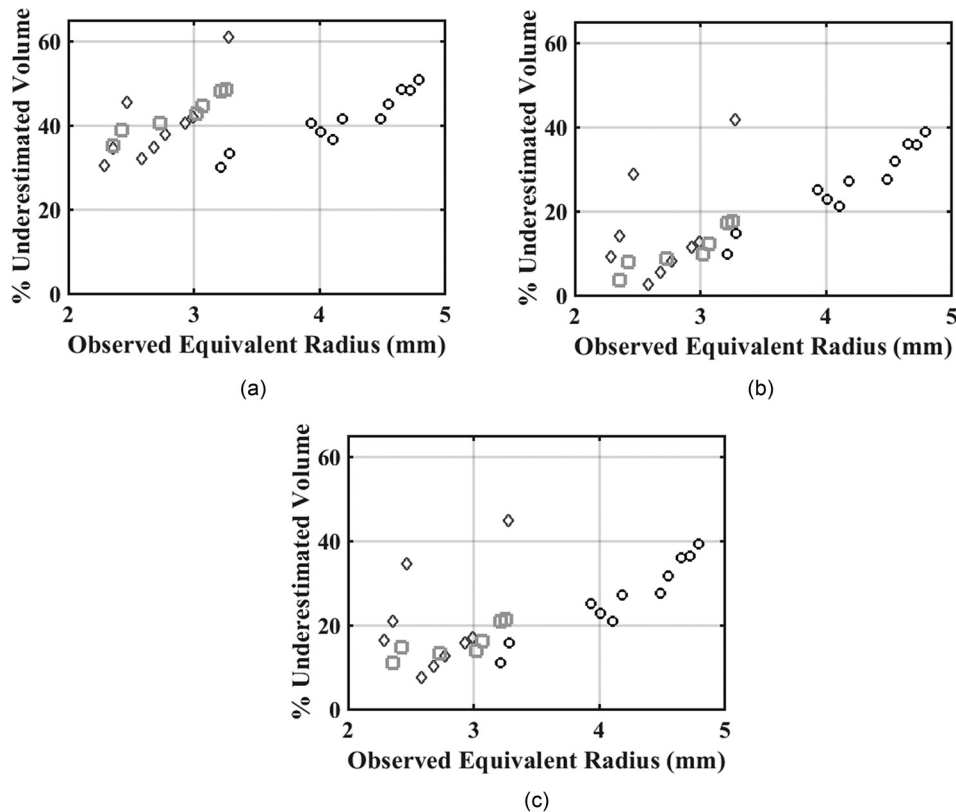 % Underestimated Volume
60
40
20
0
2 3 4 5
Observed Equivalent Radius (mm)
(a)
% Underestimated Volume
60
40
20
0
2 3 4 5
Observed Equivalent Radius (mm)
(b)
% Underestimated Volume
60
40
20
0
2 3 4 5
Observed Equivalent Radius (mm)
(c)